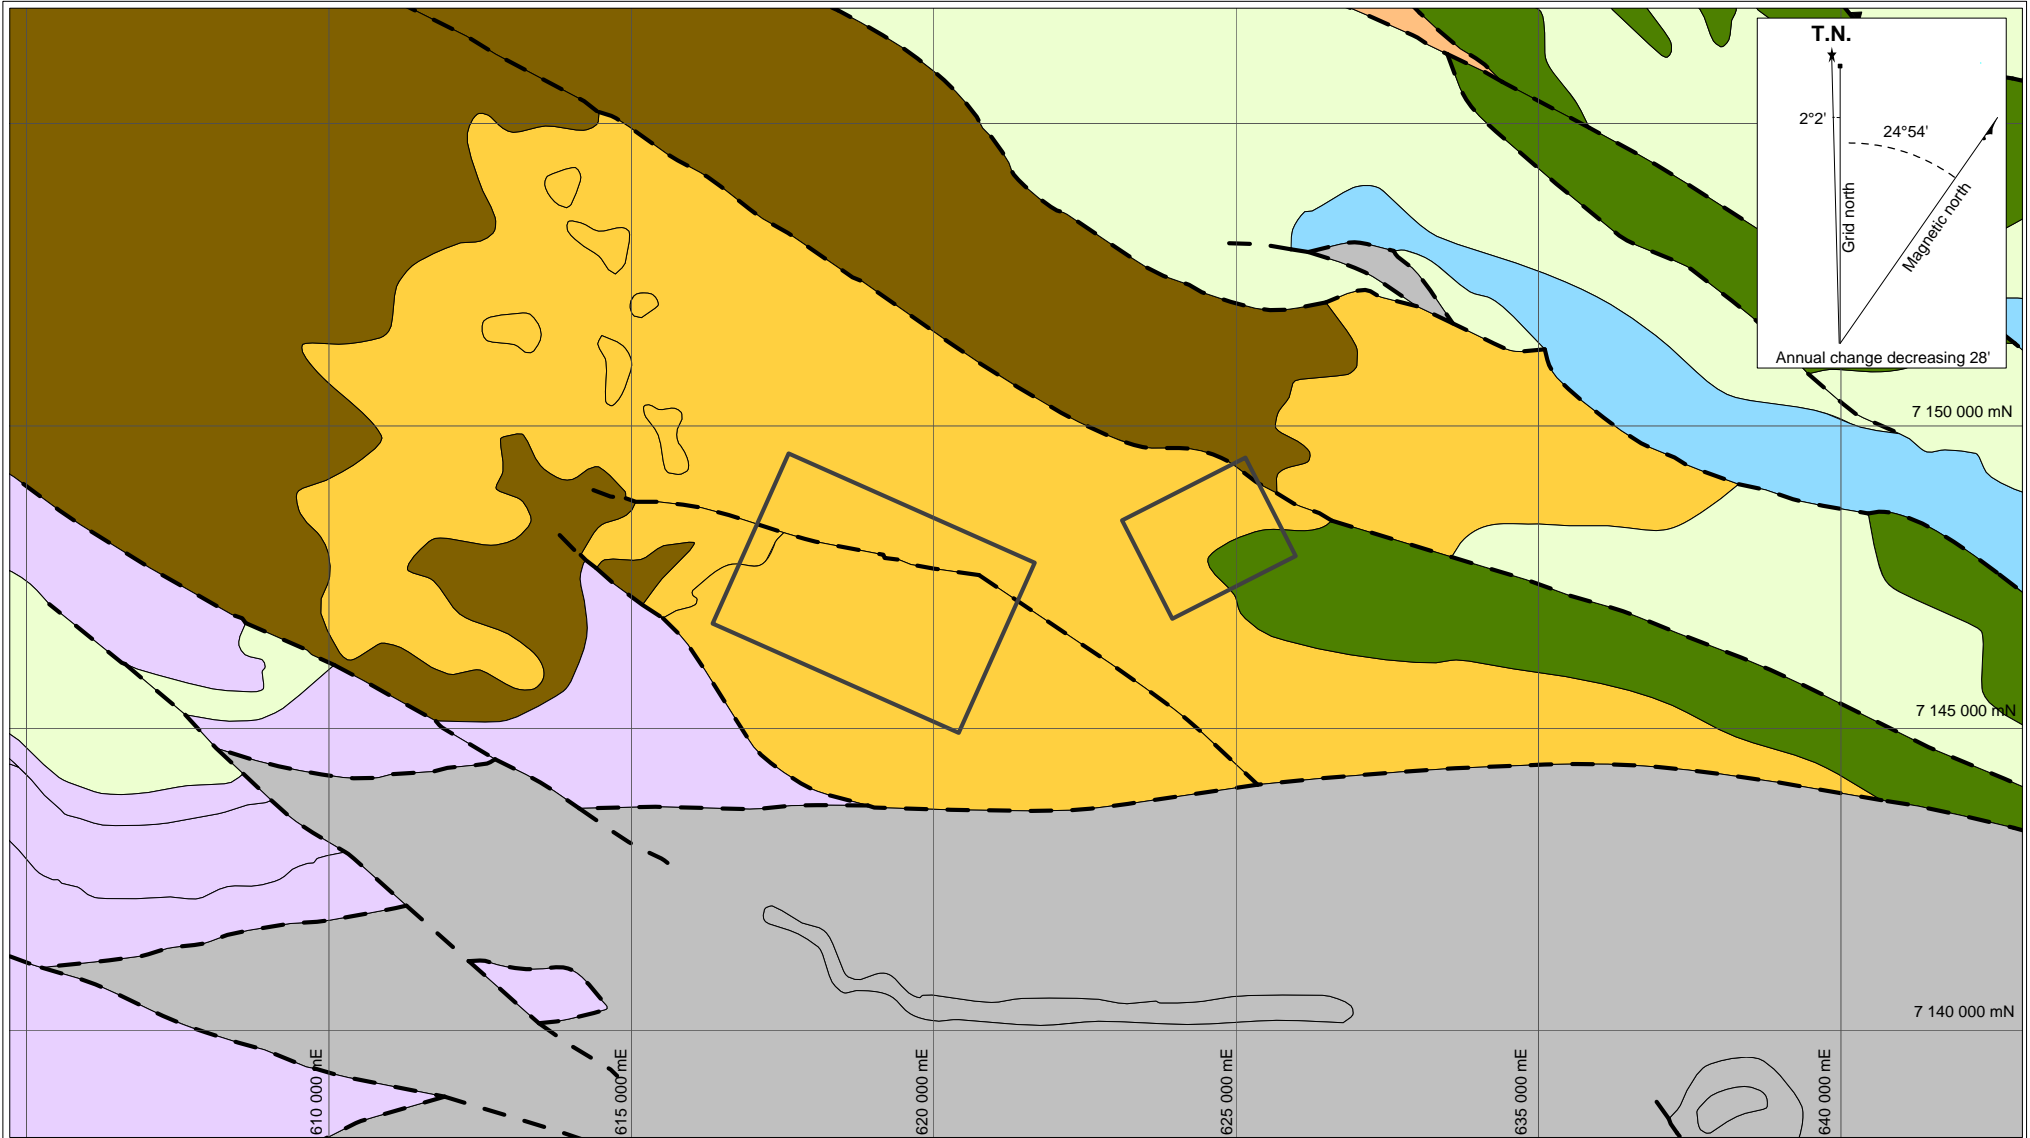 T.N.
2°2'
24°54'
Grid north
Magnetic north
Annual change decreasing 28'
7 150 000 mN
7 145 000 mN
7 140 000 mN
610 000 mE
615 000 mE
620 000 mE
625 000 mE
635 000 mE
640 000 mE